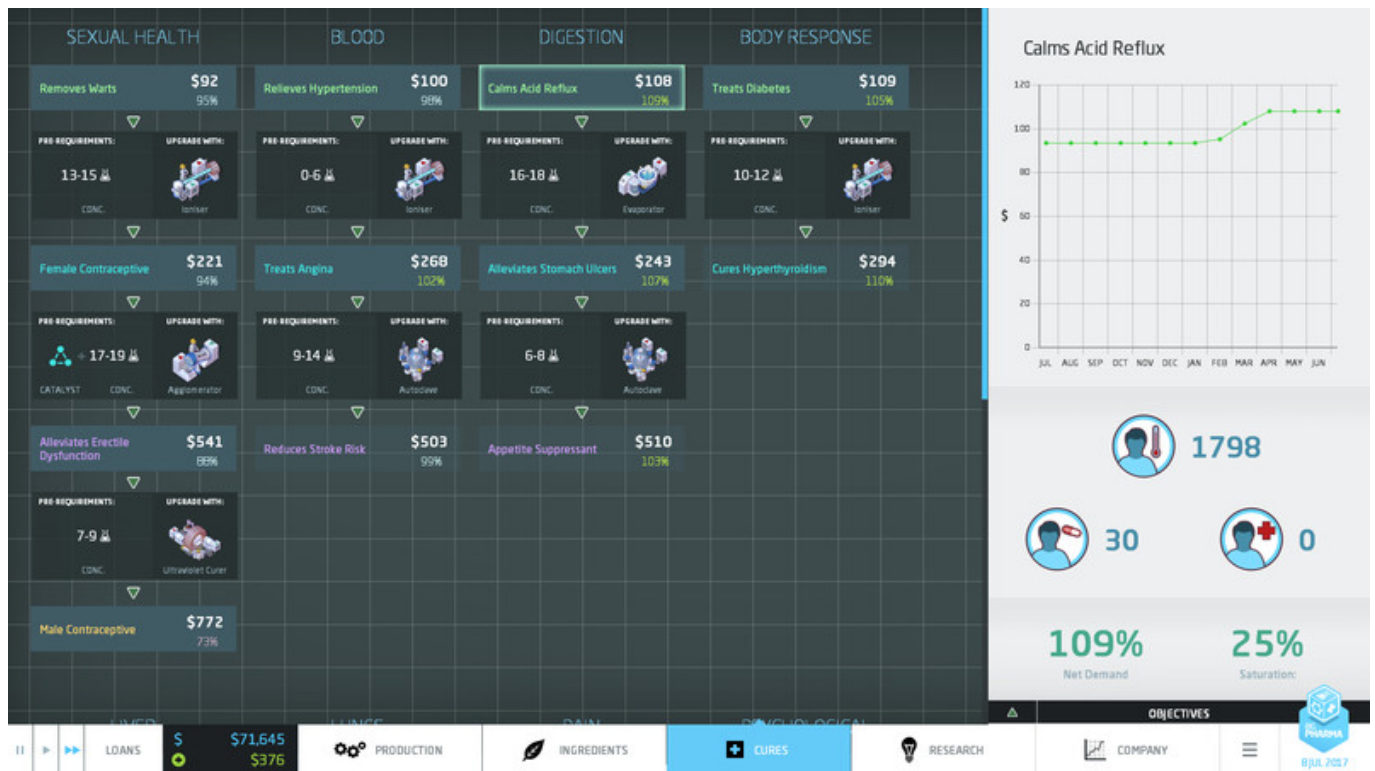 SEXUAL HEALTH
Removes Warts
$92
95%
PRE-REQUIREMENTS:
UPGRADE WITH:
13-15
CONC.
Ioniser
Female Contraceptive
$221
94%
PRE-REQUIREMENTS:
UPGRADE WITH:
+ 17-19
CATALYST
CONC.
Agglomerator
Alleviates Erectile
Dysfunction
$541
88%
PRE-REQUIREMENTS:
UPGRADE WITH:
7-9
CONC.
Ultraviolet Curer
Male Contraceptive
$772
73%
BLOOD
Relieves Hypertension
$100
98%
PRE-REQUIREMENTS:
UPGRADE WITH:
0-6
CONC.
Ioniser
Treats Angina
$268
102%
PRE-REQUIREMENTS:
UPGRADE WITH:
9-14
CONC.
Autoclave
Reduces Stroke Risk
$503
99%
DIGESTION
Calms Acid Reflux
$108
109%
PRE-REQUIREMENTS:
UPGRADE WITH:
16-18
CONC.
Evaporator
Alleviates Stomach Ulcers
$243
107%
PRE-REQUIREMENTS:
UPGRADE WITH:
6-8
CONC.
Autoclave
Appetite Suppressant
$510
103%
BODY RESPONSE
Treats Diabetes
$109
105%
PRE-REQUIREMENTS:
UPGRADE WITH:
10-12
CONC.
Ioniser
Cures Hyperthyroidism
$294
110%
LIVER
LUNGS
PAIN
PSYCHOLOGICAL
Calms Acid Reflux
120
100
80
$ 60
40
20
0
JUL AUG SEP OCT NOV DEC JAN FEB MAR APR MAY JUN
1798
30
0
109%
Net Demand
25%
Saturation:
OBJECTIVES
LOANS
$ $71,645
$376
PRODUCTION
INGREDIENTS
CURES
RESEARCH
COMPANY
BIG
PHARMA
8 JUL 2017